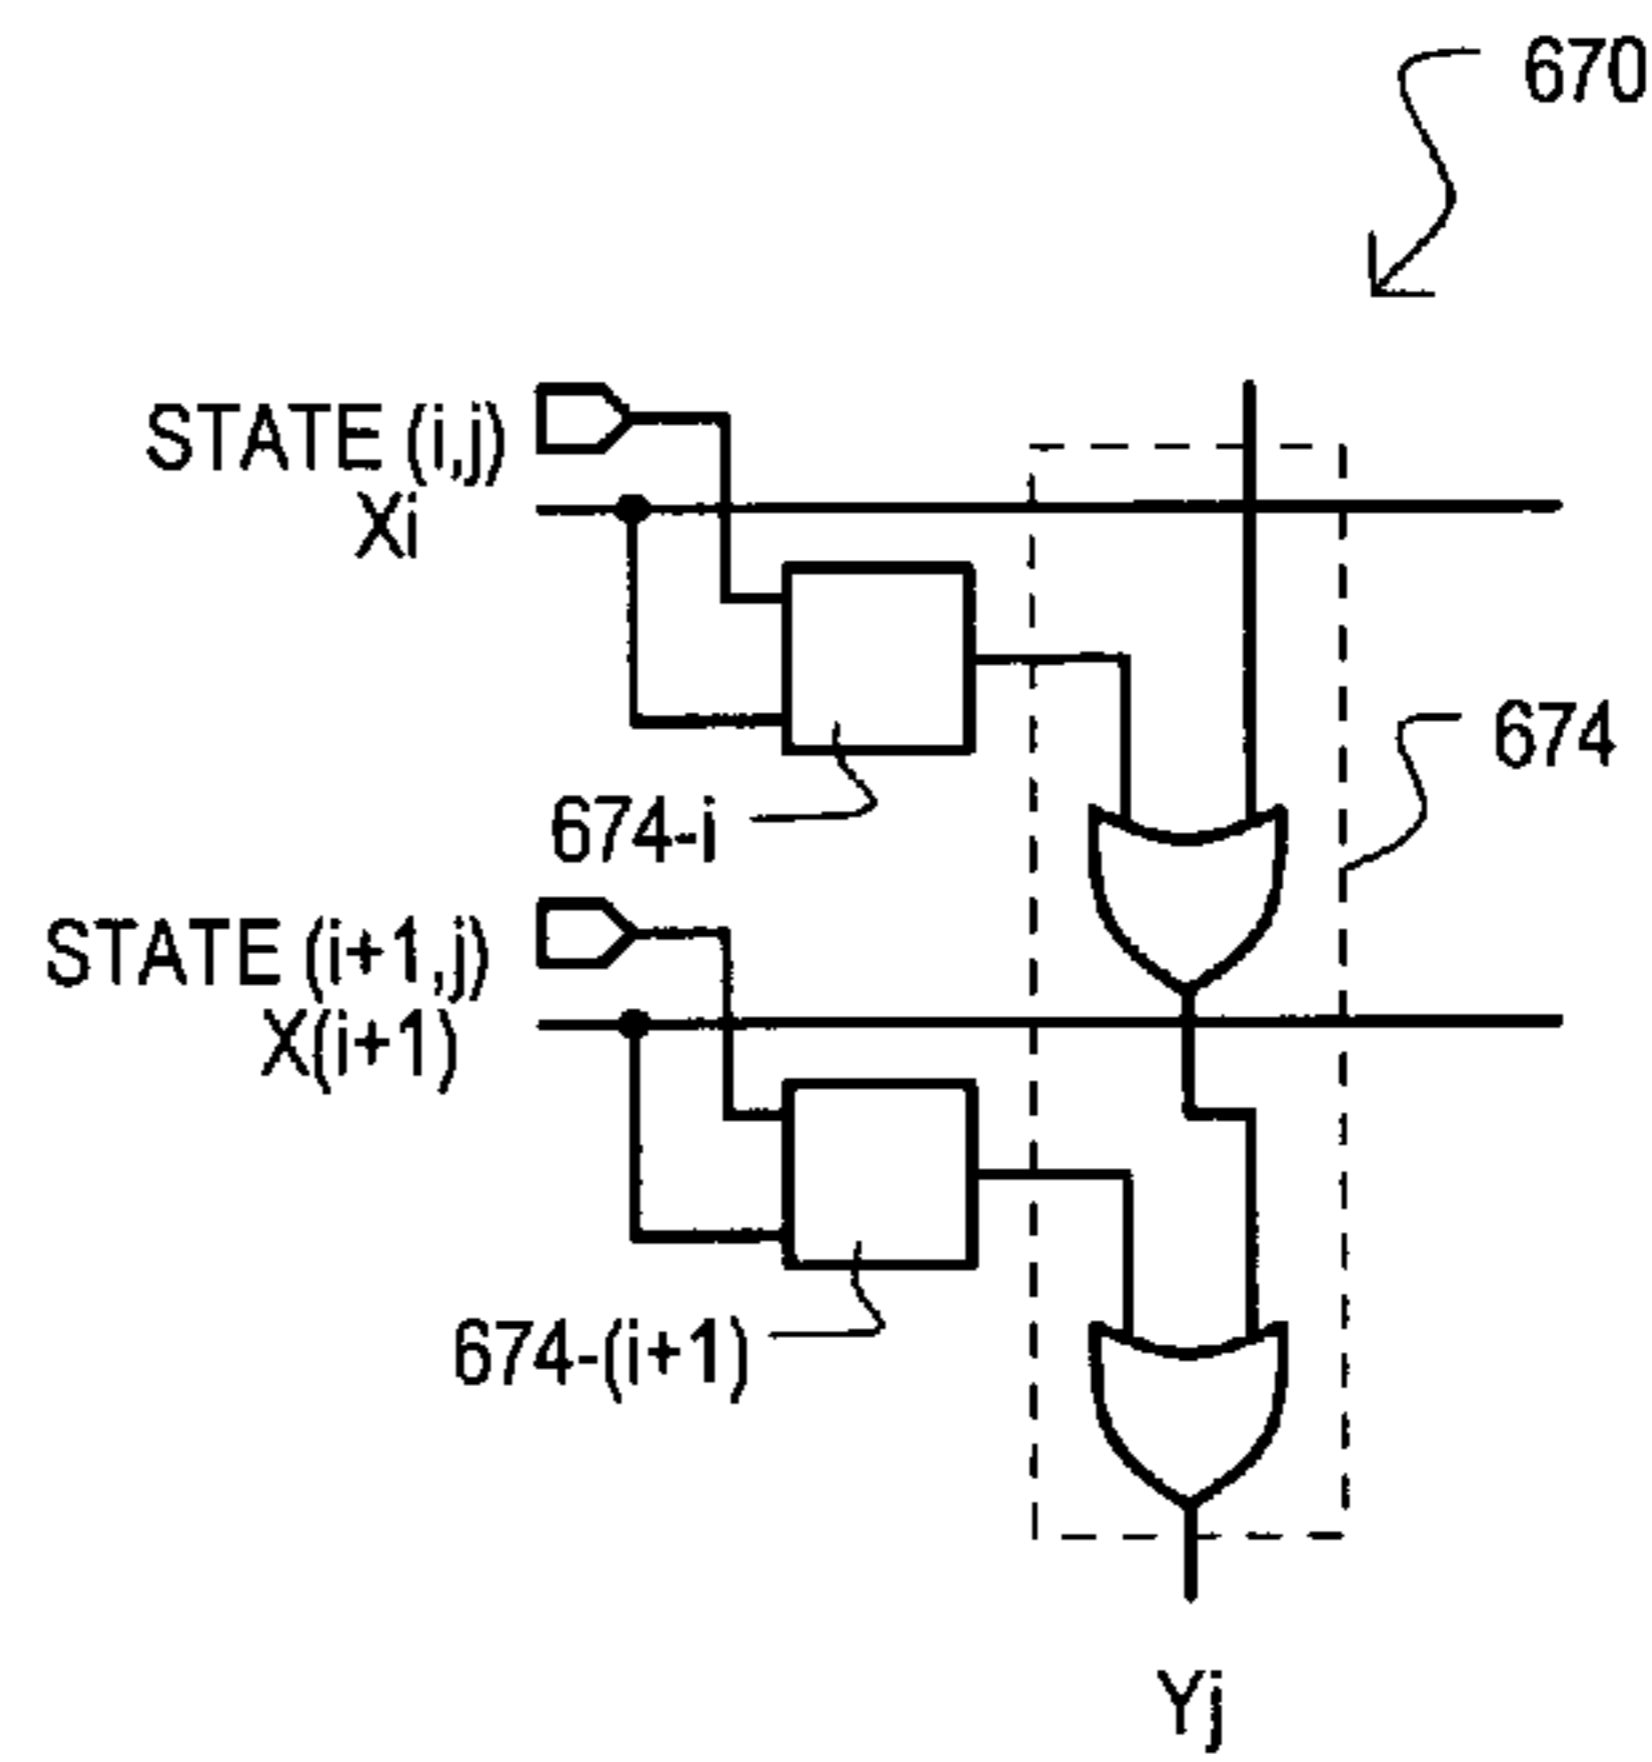 670
STATE (i,j)
Xi
674
674-i
STATE (i+1,j)
X(i+1)
674-(i+1)
Yj